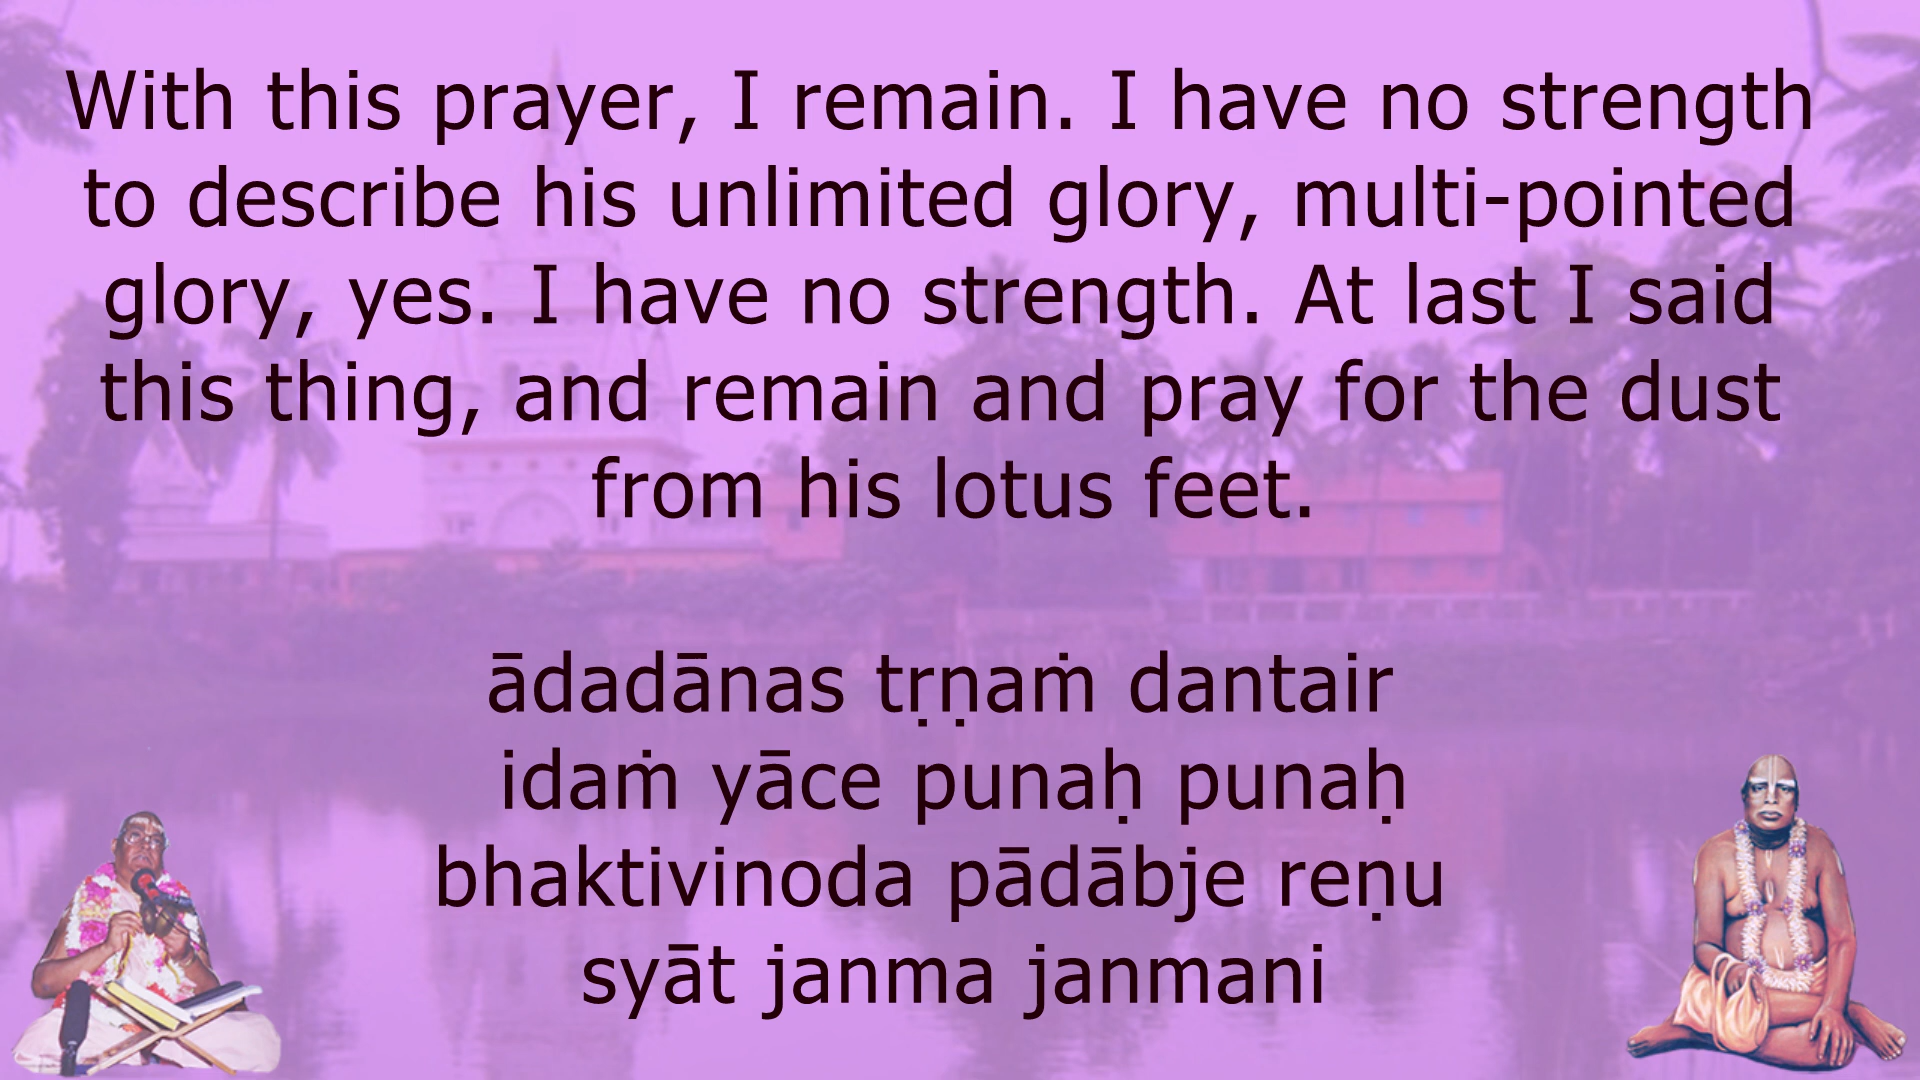 With this prayer, I remain. I have no strength
to describe his unlimited glory, multi-pointed
glory, yes. I have no strength. At last I said
this thing, and remain and pray for the dust
from his lotus feet.
ādadānas tṛṇaṁ dantair
idaṁ yāce punaḥ punaḥ
bhaktivinoda pādābje reṇu
syāt janma janmani